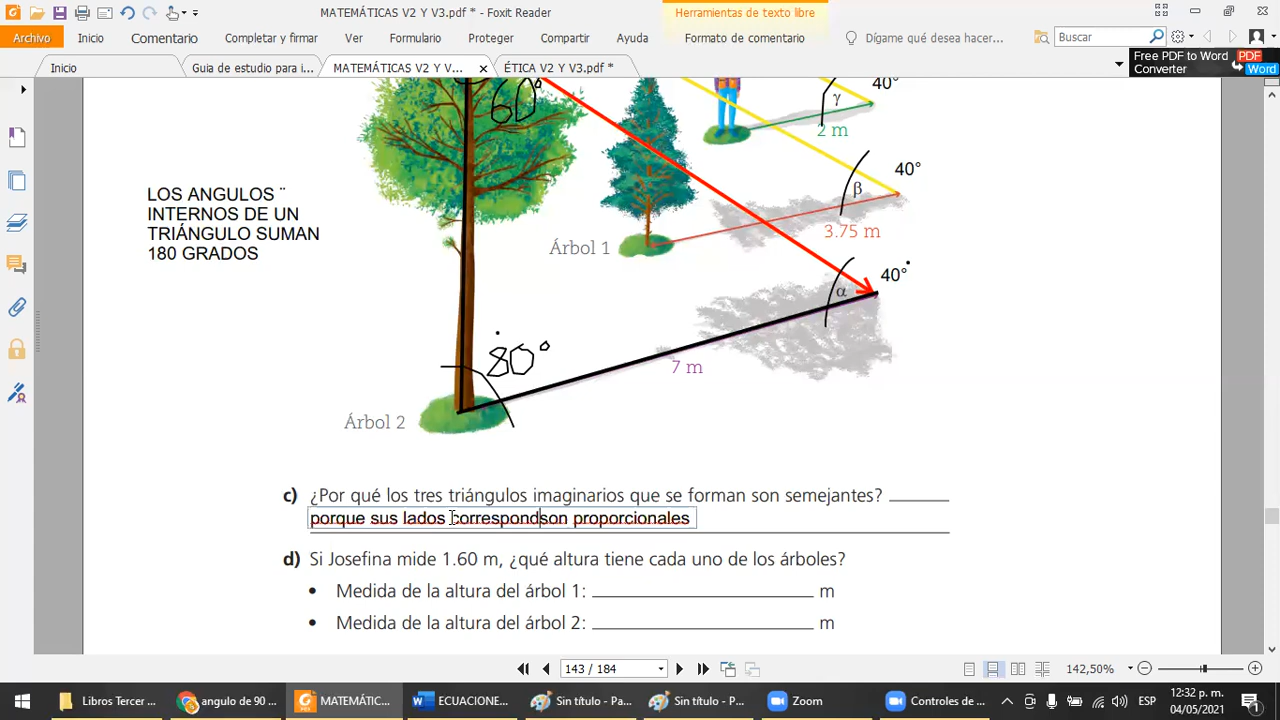 MATEMÁTICAS V2 Y V3.pdf * - Foxit Reader
Herramientas de texto libre
Archivo Inicio Comentario Completar y firmar Ver Formulario Proteger Compartir Ayuda Formato de comentario Dígame qué desea hacer... Buscar
Inicio Guia de estudio para i... MATEMÁTICAS V2 Y V... ÉTICA V2 Y V3.pdf *
Free PDF to Word Converter PDF Word
60°
40°
γ
2 m
40°
β
3.75 m
LOS ANGULOS ¨
INTERNOS DE UN
TRIÁNGULO SUMAN
180 GRADOS
Árbol 1
40°
α
80°
7 m
Árbol 2
c) ¿Por qué los tres triángulos imaginarios que se forman son semejantes?
porque sus lados correspondson proporcionales
d) Si Josefina mide 1.60 m, ¿qué altura tiene cada uno de los árboles?
• Medida de la altura del árbol 1: m
• Medida de la altura del árbol 2: m
143 / 184
142,50%
Libros Tercer ... angulo de 90 ... MATEMÁTIC... ECUACIONE... Sin título - Pa... Sin título - P... Zoom Controles de ... ESP
12:32 p. m.
04/05/2021